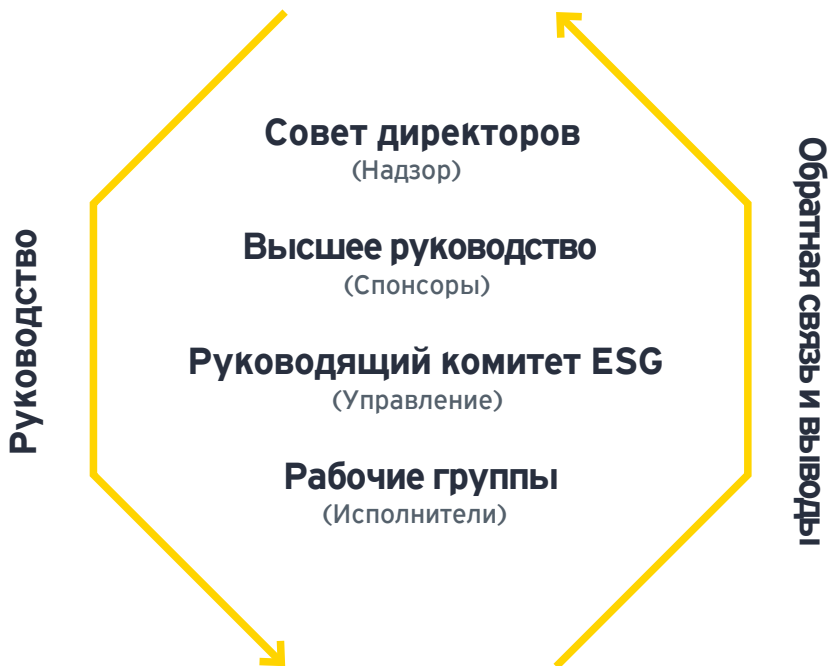 Совет директоров
(Надзор)
Высшее руководство
(Спонсоры)
Руководящий комитет ESG
(Управление)
Рабочие группы
(Исполнители)
Руководство
Обратная связь и выводы